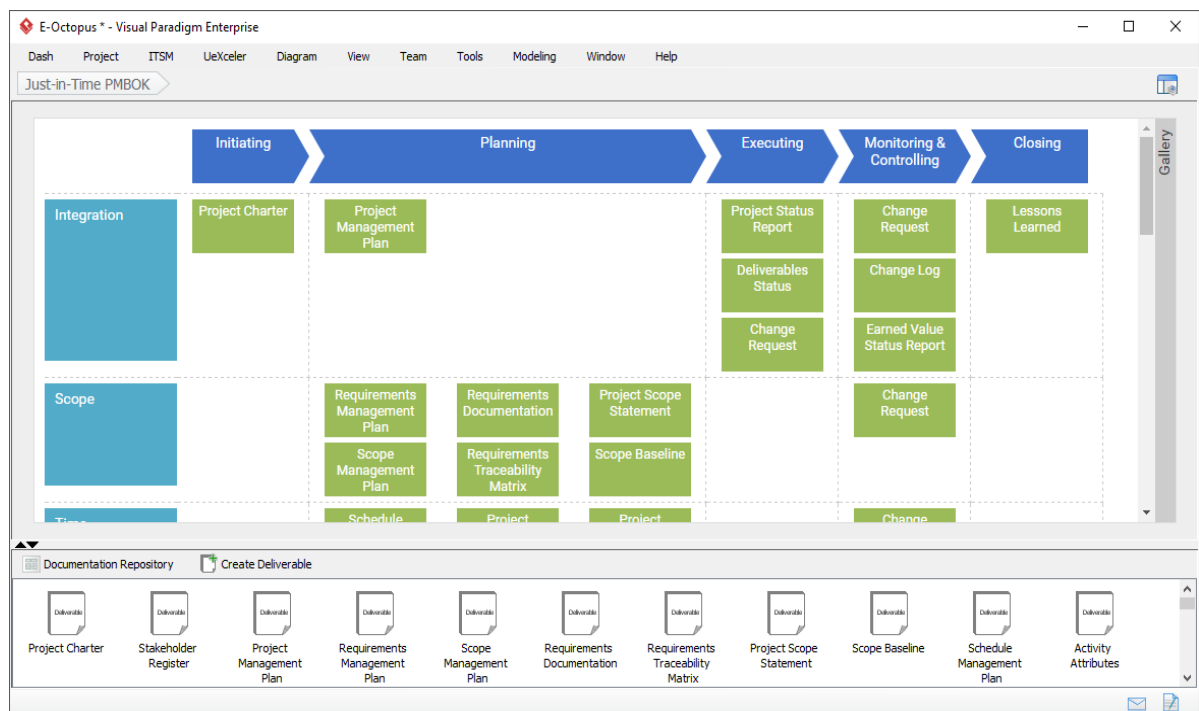 E-Octopus * - Visual Paradigm Enterprise
Dash Project ITSM UeXceler Diagram View Team Tools Modeling Window Help
Just-in-Time PMBOK
Gallery
Initiating
Planning
Executing
Monitoring &
Controlling
Closing
Integration
Project Charter
Project
Management
Plan
Project Status
Report
Deliverables
Status
Change
Request
Change
Request
Change Log
Earned Value
Status Report
Lessons
Learned
Scope
Requirements
Management
Plan
Scope
Management
Plan
Requirements
Documentation
Requirements
Traceability
Matrix
Project Scope
Statement
Scope Baseline
Change
Request
Time
Schedule
Project
Project
Change
Documentation Repository
Create Deliverable
Deliverable
Project Charter
Deliverable
Stakeholder
Register
Deliverable
Project
Management
Plan
Deliverable
Requirements
Management
Plan
Deliverable
Scope
Management
Plan
Deliverable
Requirements
Documentation
Deliverable
Requirements
Traceability
Matrix
Deliverable
Project Scope
Statement
Deliverable
Scope Baseline
Deliverable
Schedule
Management
Plan
Deliverable
Activity
Attributes